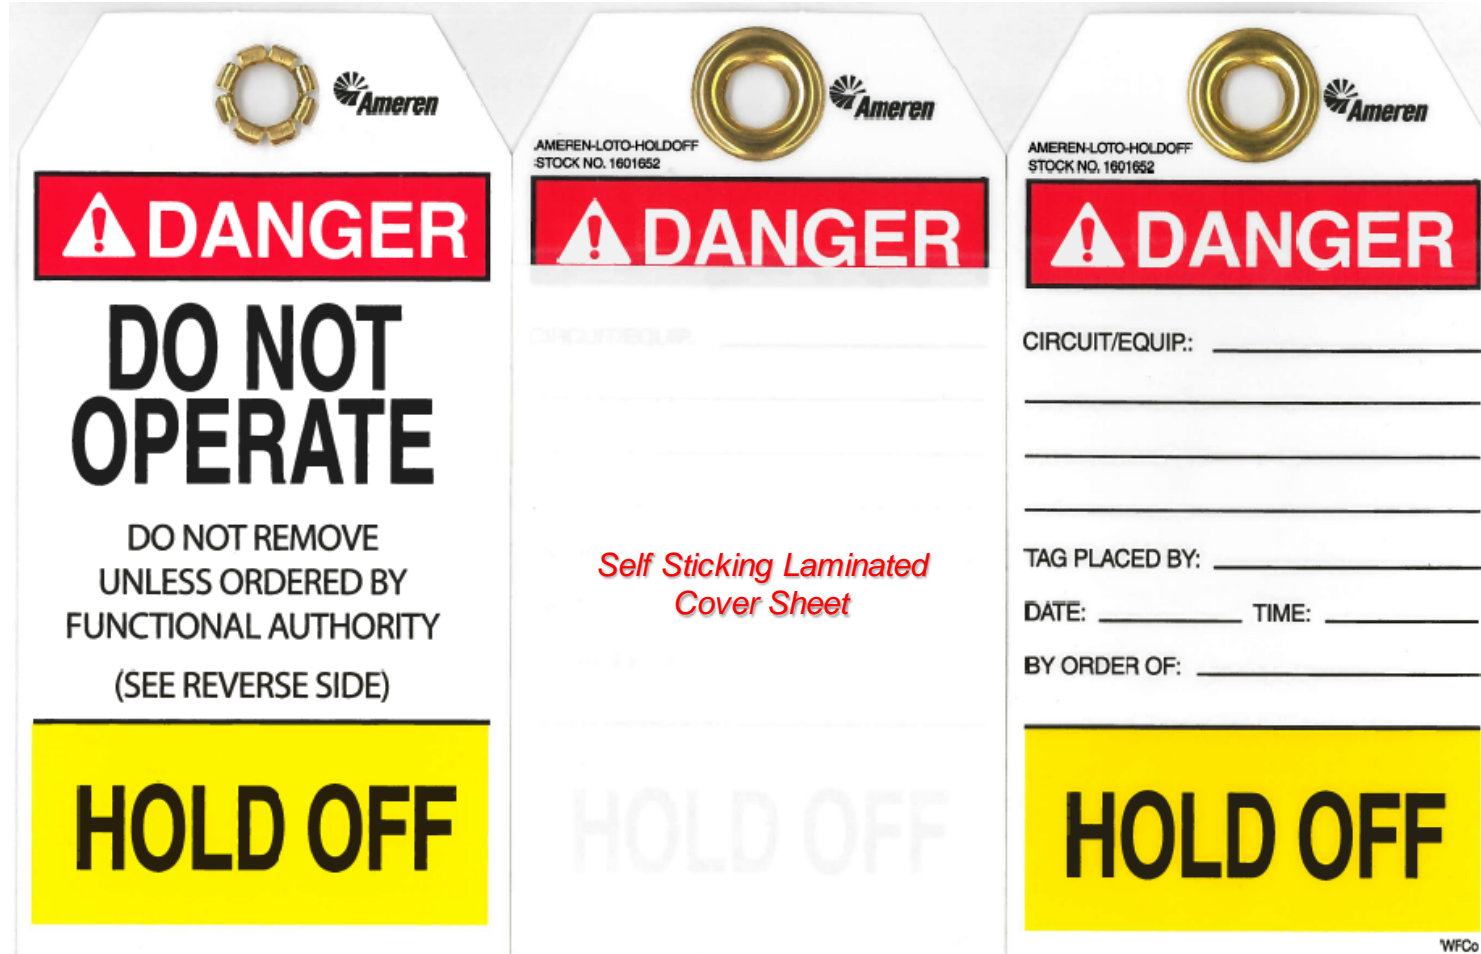 Ameren
DANGER
DO NOT
OPERATE
DO NOT REMOVE
UNLESS ORDERED BY
FUNCTIONAL AUTHORITY
(SEE REVERSE SIDE)
HOLD OFF
Ameren
AMEREN-LOTO-HOLDOFF
STOCK NO. 1601652
DANGER
CIRCUIT/EQUIP.:
Self Sticking Laminated
Cover Sheet
HOLD OFF
Ameren
AMEREN-LOTO-HOLDOFF
STOCK NO. 1601652
DANGER
CIRCUIT/EQUIP.:
TAG PLACED BY:
DATE: TIME:
BY ORDER OF:
HOLD OFF
WFCo